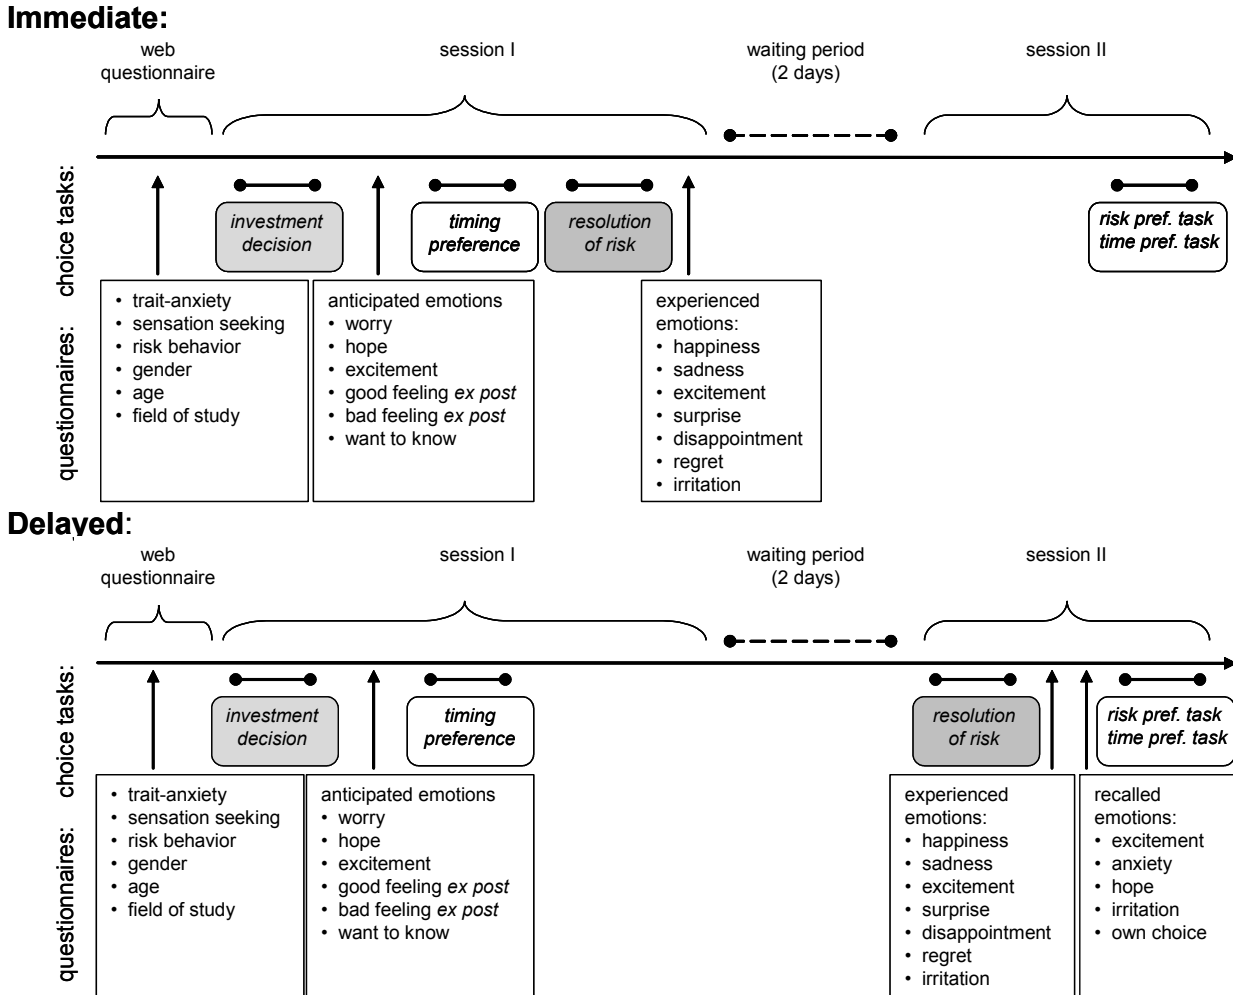 Immediate:
web
questionnaire
session I
waiting period
(2 days)
session II
choice tasks:
investment
decision
timing
preference
resolution
of risk
risk pref. task
time pref. task
questionnaires:
• trait-anxiety
• sensation seeking
• risk behavior
• gender
• age
• field of study
anticipated emotions
• worry
• hope
• excitement
• good feeling ex post
• bad feeling ex post
• want to know
experienced
emotions:
• happiness
• sadness
• excitement
• surprise
• disappointment
• regret
• irritation
Delayed:
web
questionnaire
session I
waiting period
(2 days)
session II
choice tasks:
investment
decision
timing
preference
resolution
of risk
risk pref. task
time pref. task
questionnaires:
• trait-anxiety
• sensation seeking
• risk behavior
• gender
• age
• field of study
anticipated emotions
• worry
• hope
• excitement
• good feeling ex post
• bad feeling ex post
• want to know
experienced
emotions:
• happiness
• sadness
• excitement
• surprise
• disappointment
• regret
• irritation
recalled
emotions:
• excitement
• anxiety
• hope
• irritation
• own choice